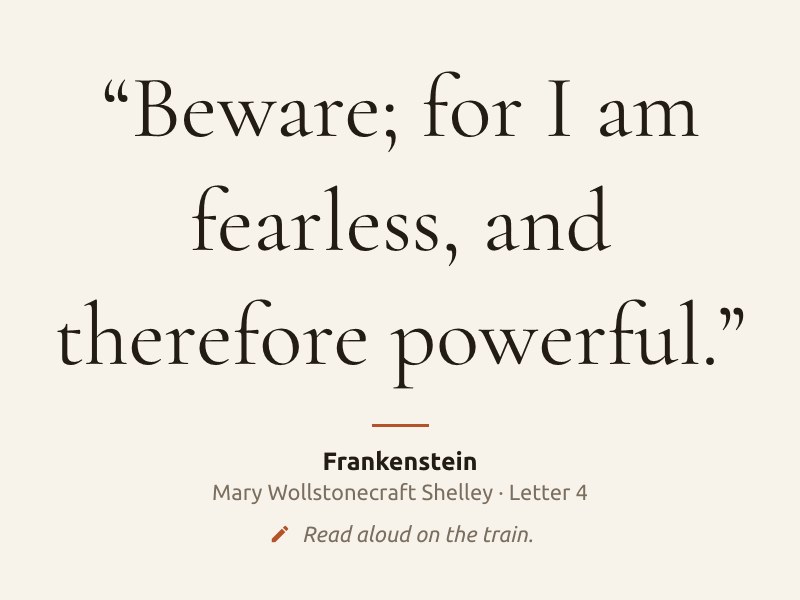 “Beware; for I am
fearless, and
therefore powerful.”
Frankenstein
Mary Wollstonecraft Shelley · Letter 4
Read aloud on the train.